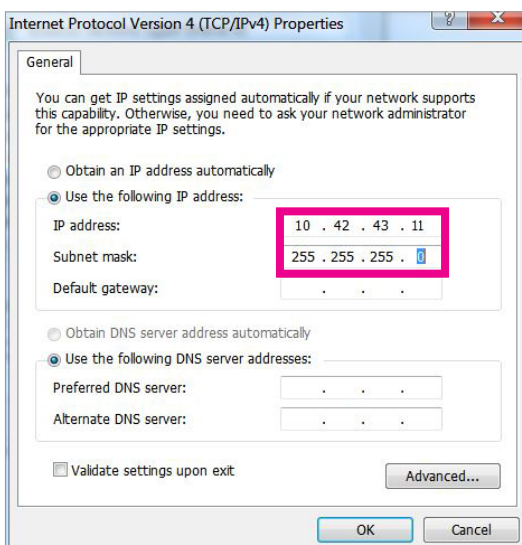 Internet Protocol Version 4 (TCP/IPv4) Properties
? X
General
You can get IP settings assigned automatically if your network supports
this capability. Otherwise, you need to ask your network administrator
for the appropriate IP settings.
Obtain an IP address automatically
Use the following IP address:
IP address: 10 . 42 . 43 . 11
Subnet mask: 255 . 255 . 255 . 0
Default gateway: . . .
Obtain DNS server address automatically
Use the following DNS server addresses:
Preferred DNS server: . . .
Alternate DNS server: . . .
Validate settings upon exit
Advanced...
OK Cancel